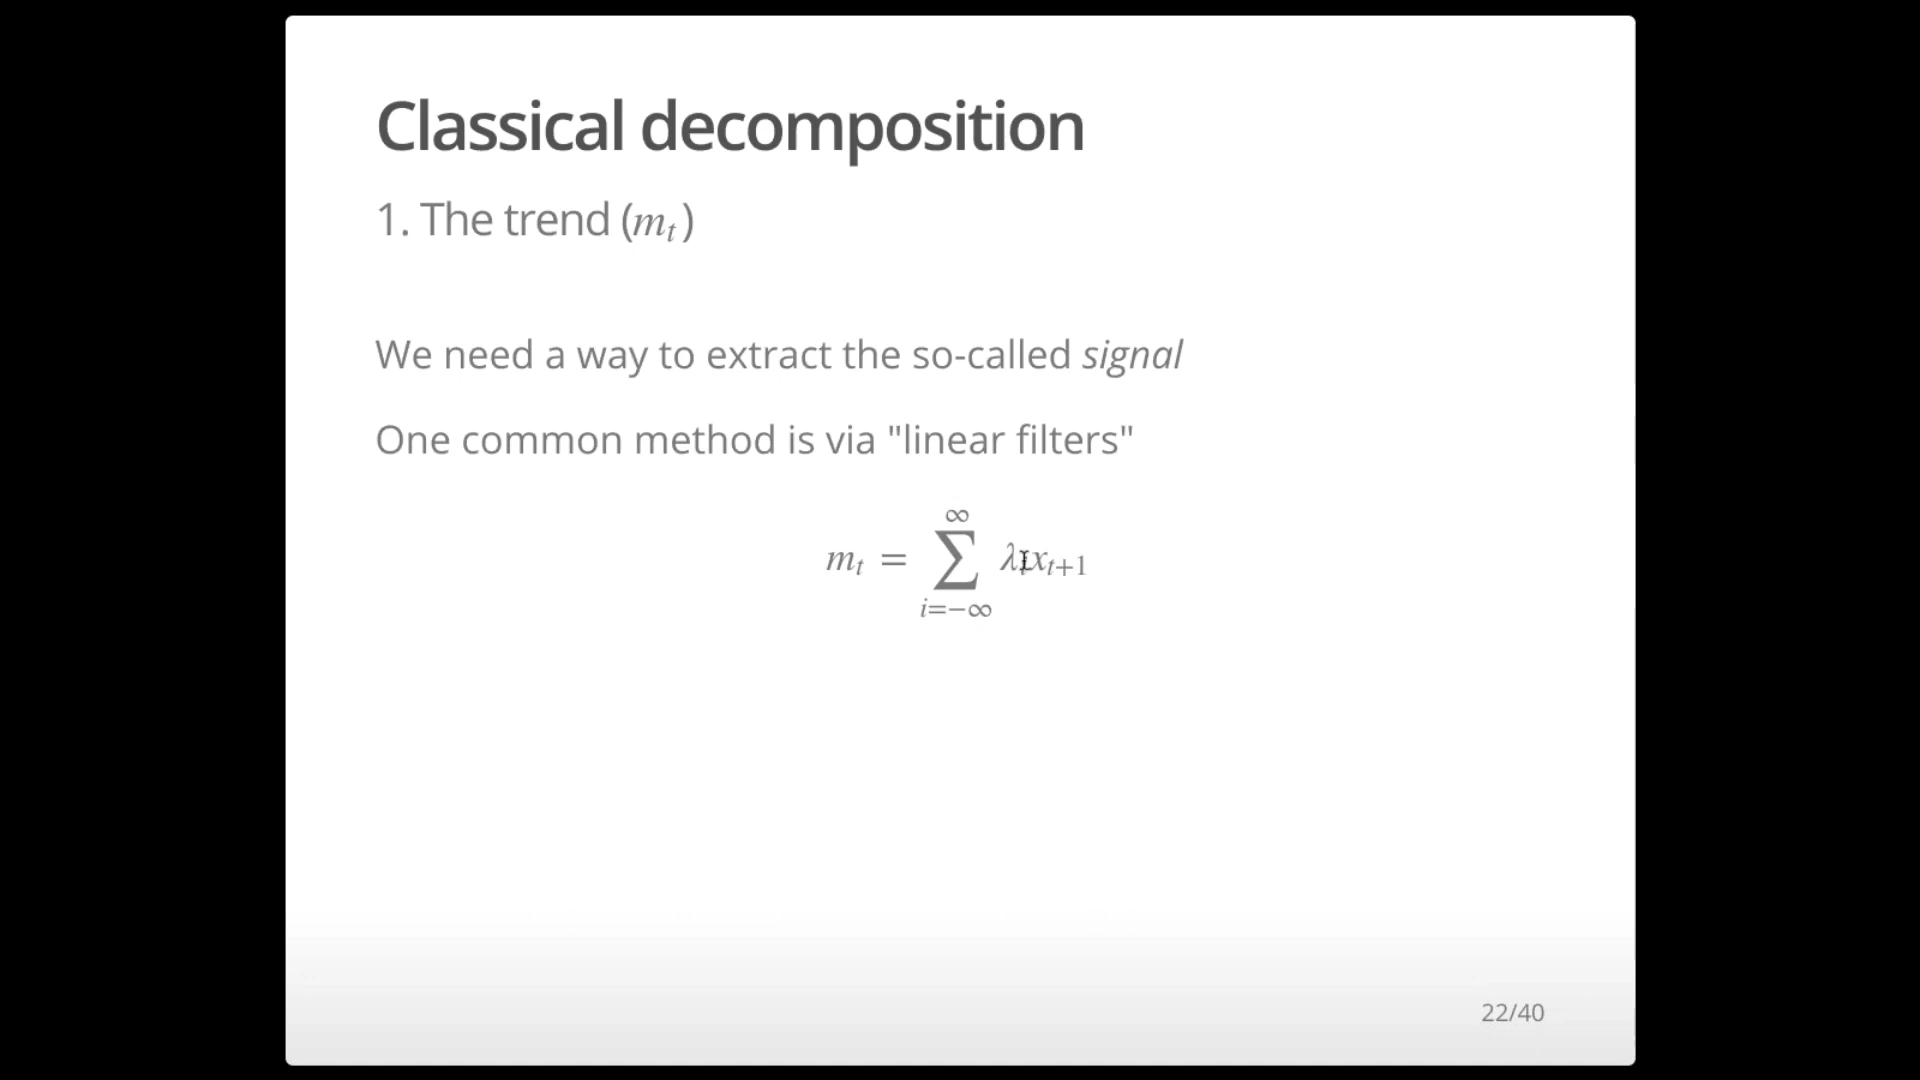 Classical decomposition
1. The trend (mₜ)
We need a way to extract the so-called signal
One common method is via "linear filters"
mₜ = ∑_{i=−∞}^{∞} λᵢxₜ₊₁
22/40